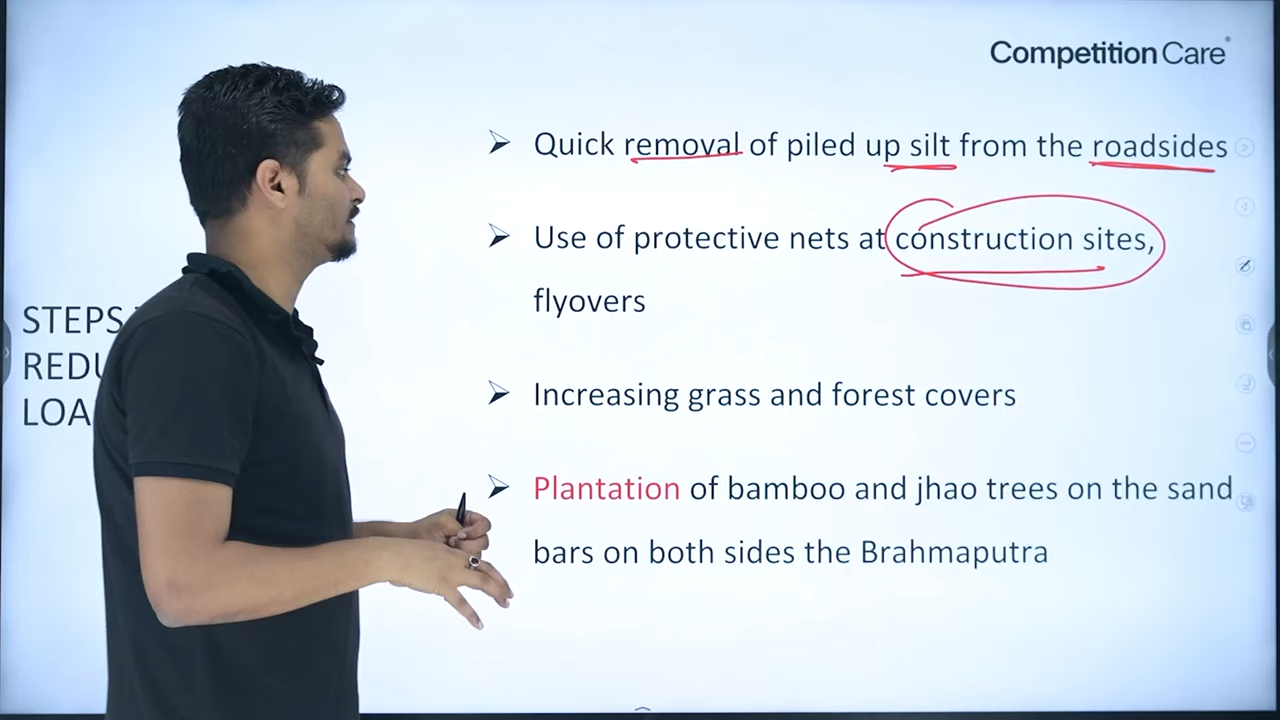 Competition Care
Quick removal of piled up silt from the roadsides
Use of protective nets at construction sites,
flyovers
STEPS
Increasing grass and forest covers
Plantation of bamboo and jhao trees on the sand
bars on both sides the Brahmaputra